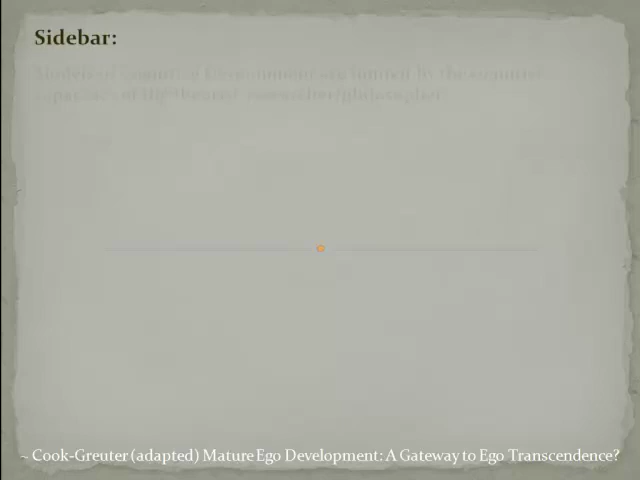 Sidebar:
Models of Cognitive Development are limited by the cognitive
capacity of the theorist/researcher/philosopher
~ Cook-Greuter (adapted) Mature Ego Development: A Gateway to Ego Transcendence?